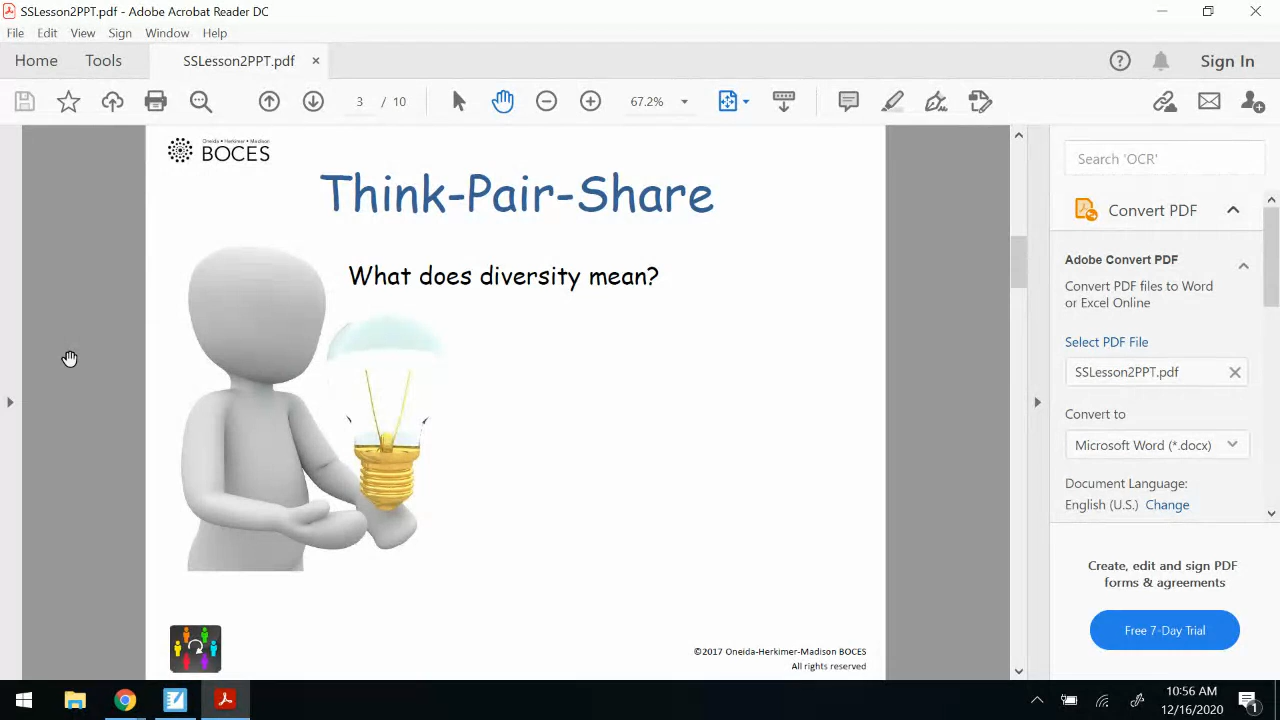 SSLesson2PPT.pdf - Adobe Acrobat Reader DC
File Edit View Sign Window Help
Home Tools SSLesson2PPT.pdf × Sign In
3 / 10 67.2%
Oneida • Herkimer • Madison
BOCES
Think-Pair-Share
What does diversity mean?
©2017 Oneida-Herkimer-Madison BOCES
All rights reserved
Search 'OCR'
Convert PDF
Adobe Convert PDF
Convert PDF files to Word
or Excel Online
Select PDF File
SSLesson2PPT.pdf
Convert to
Microsoft Word (*.docx)
Document Language:
English (U.S.) Change
Create, edit and sign PDF
forms & agreements
Free 7-Day Trial
10:56 AM
12/16/2020
1